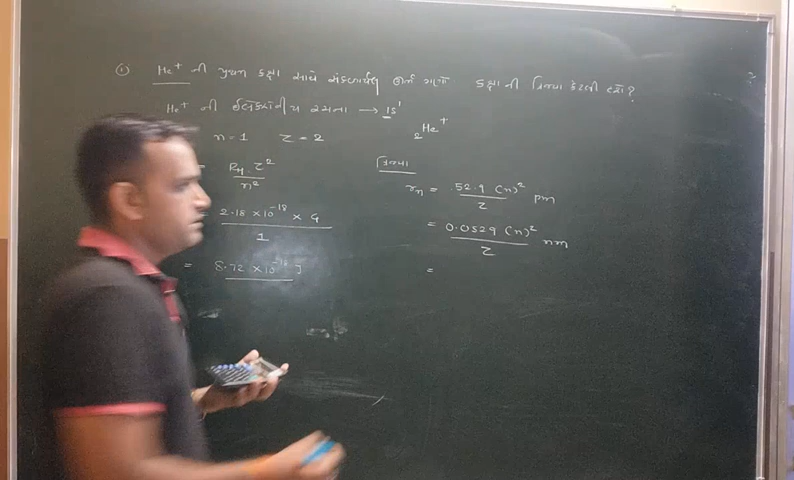 ① He⁺ ની પ્રથમ કક્ષા સાથે સંકળાયેલ ઊર્જા ગણો કક્ષા ની ત્રિજ્યા કેટલી હશે?
He⁺ ની ઈલેક્ટ્રોનીય રચના → 1s¹
n = 1 Z = 2 ₂He⁺
R_H · Z² / n²
2.18 × 10⁻¹⁸ × 4 / 1
= 8.72 × 10⁻¹⁸ J
ત્રિજ્યા
rₙ = 52.9 (n)² / Z pm
= 0.0529 (n)² / Z nm
=